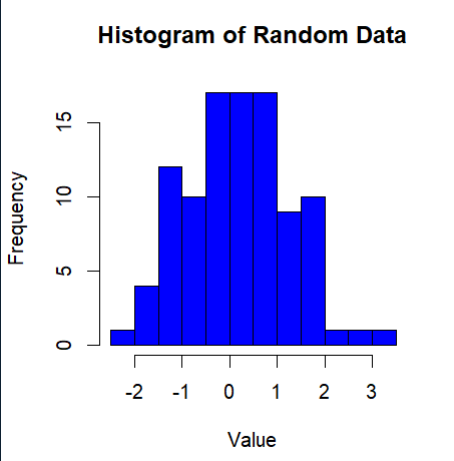 Histogram of Random Data
Frequency
15
10
5
0
-2 -1 0 1 2 3
Value